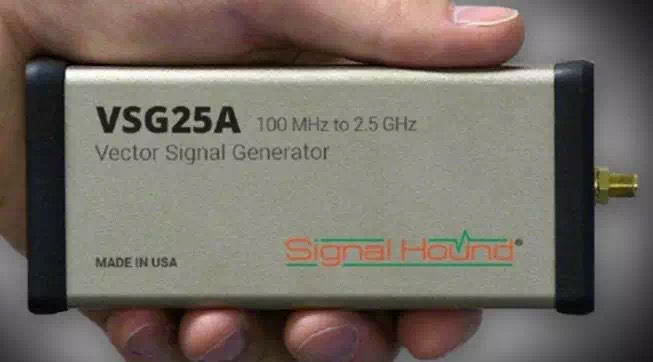 VSG25A 100 MHz to 2.5 GHz
Vector Signal Generator
Signal Hound®
MADE IN USA